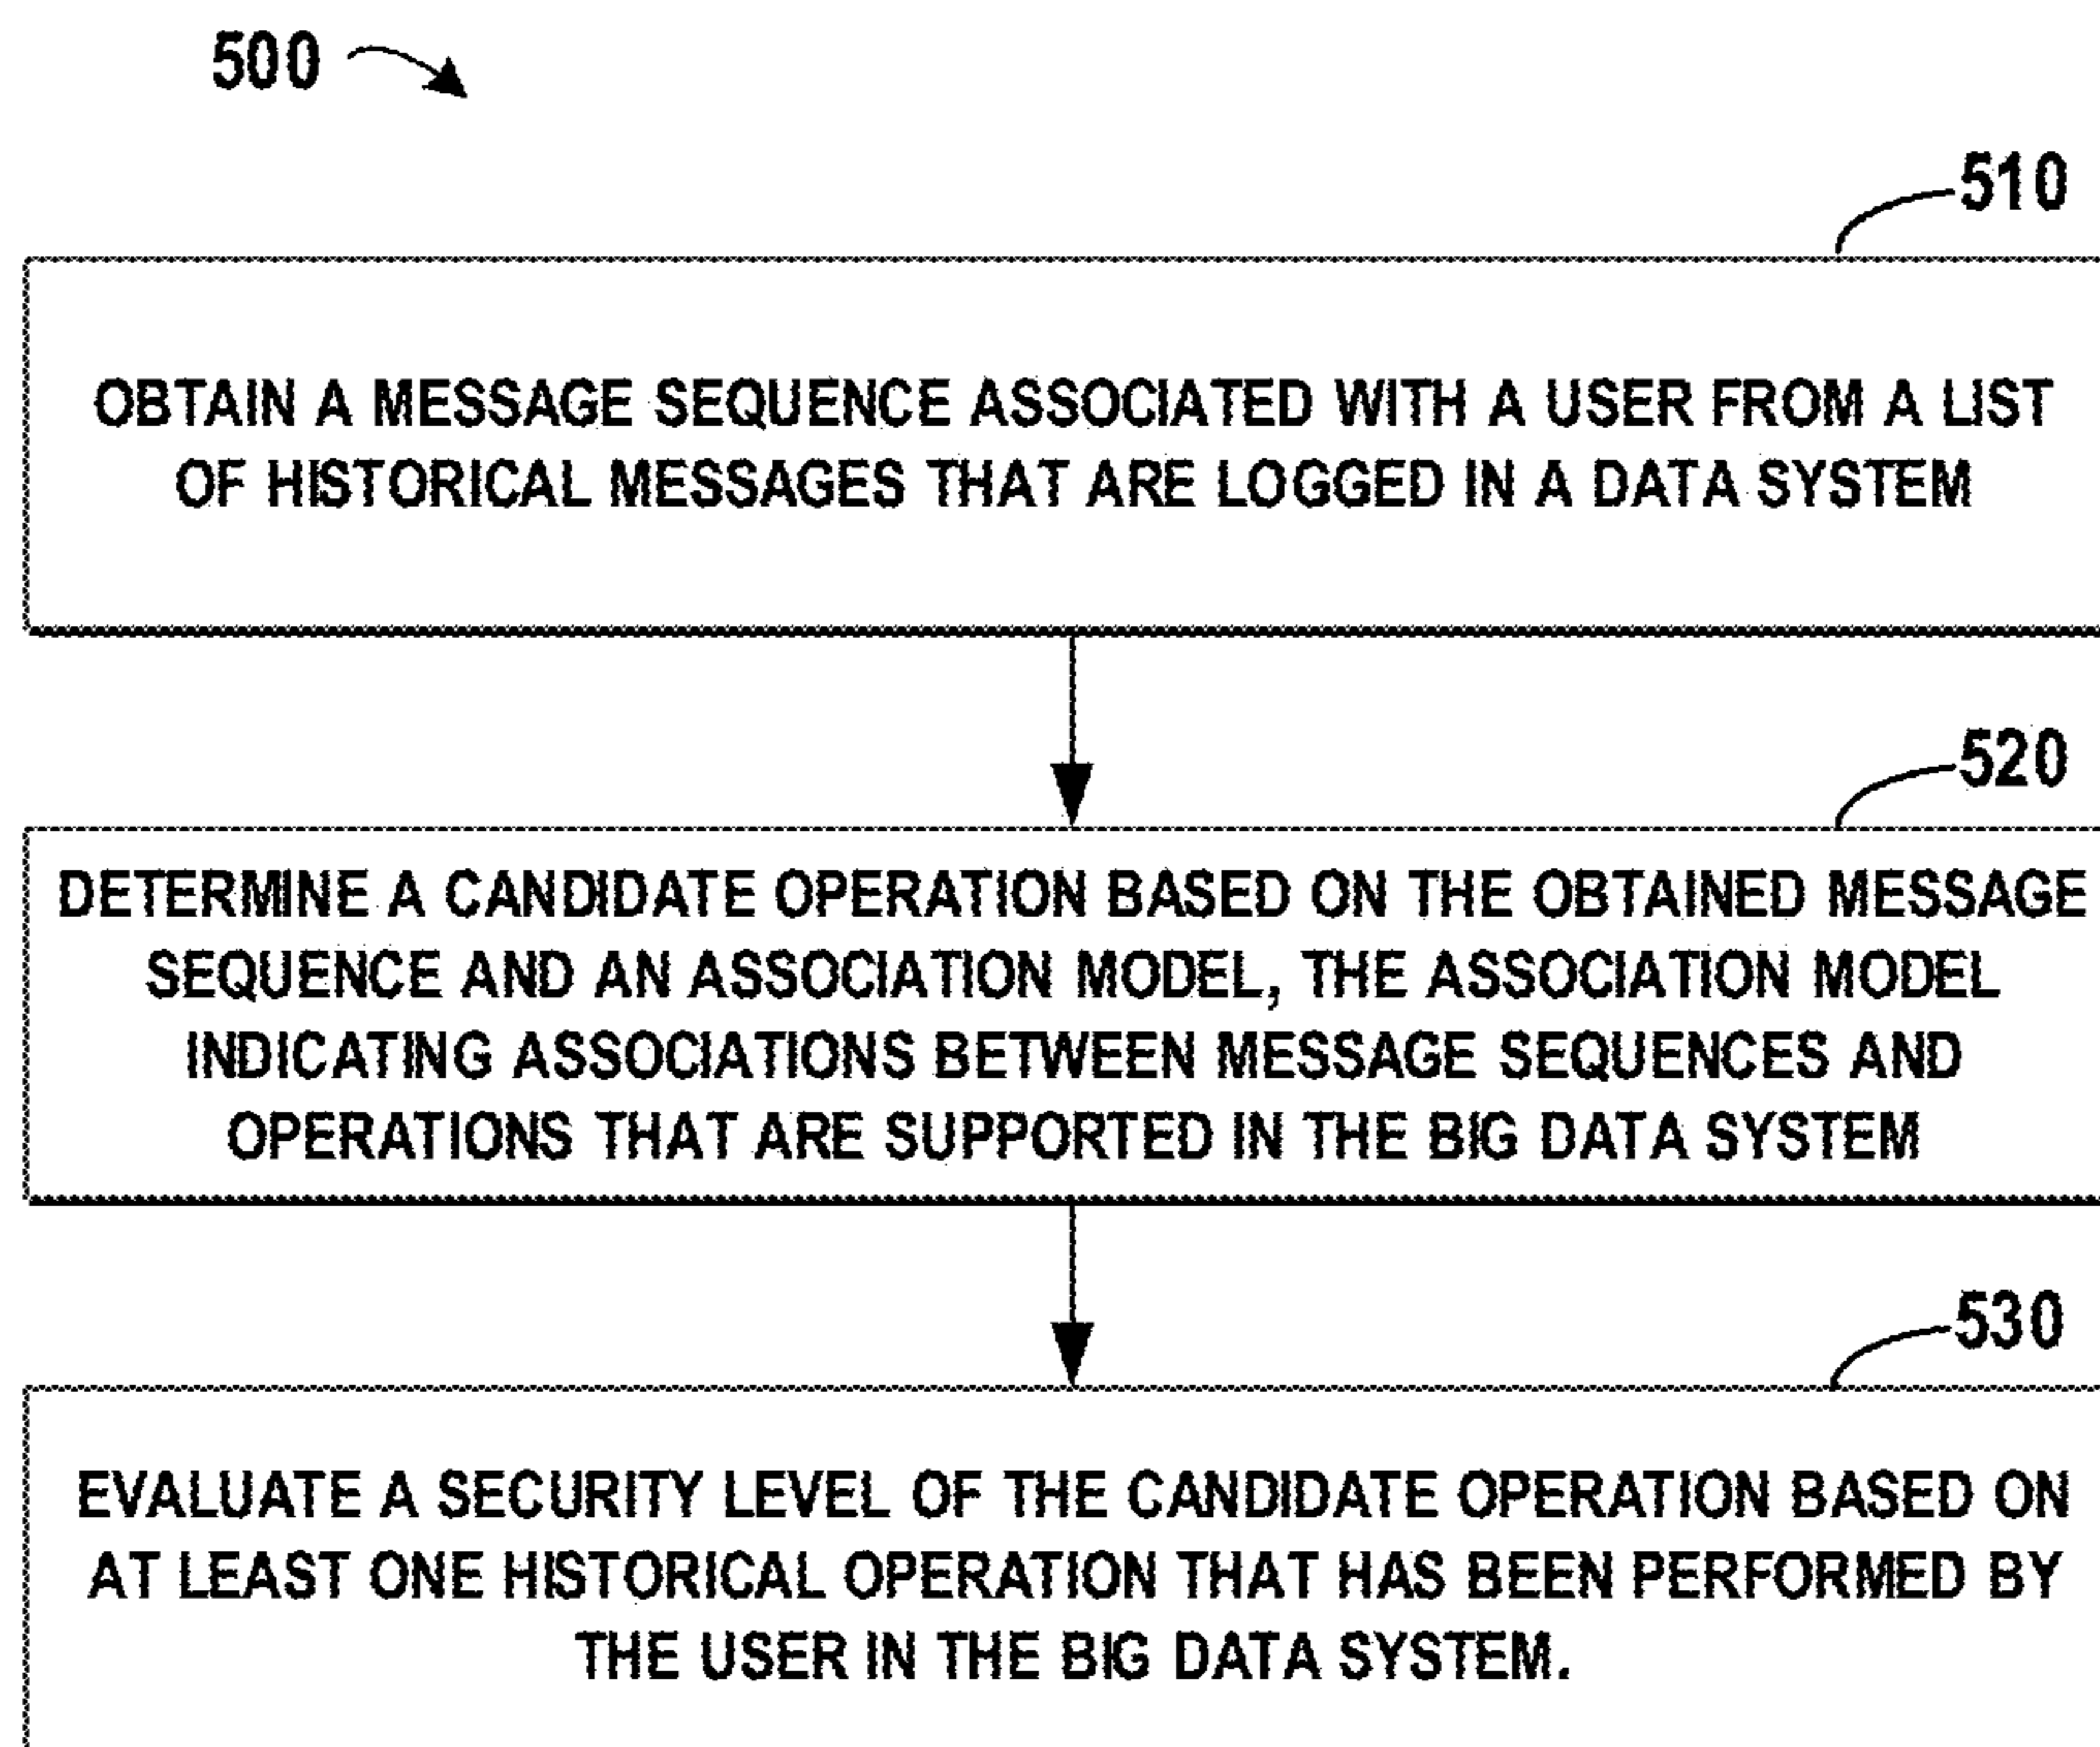 500
510
OBTAIN A MESSAGE SEQUENCE ASSOCIATED WITH A USER FROM A LIST
OF HISTORICAL MESSAGES THAT ARE LOGGED IN A DATA SYSTEM
520
DETERMINE A CANDIDATE OPERATION BASED ON THE OBTAINED MESSAGE
SEQUENCE AND AN ASSOCIATION MODEL, THE ASSOCIATION MODEL
INDICATING ASSOCIATIONS BETWEEN MESSAGE SEQUENCES AND
OPERATIONS THAT ARE SUPPORTED IN THE BIG DATA SYSTEM
530
EVALUATE A SECURITY LEVEL OF THE CANDIDATE OPERATION BASED ON
AT LEAST ONE HISTORICAL OPERATION THAT HAS BEEN PERFORMED BY
THE USER IN THE BIG DATA SYSTEM.